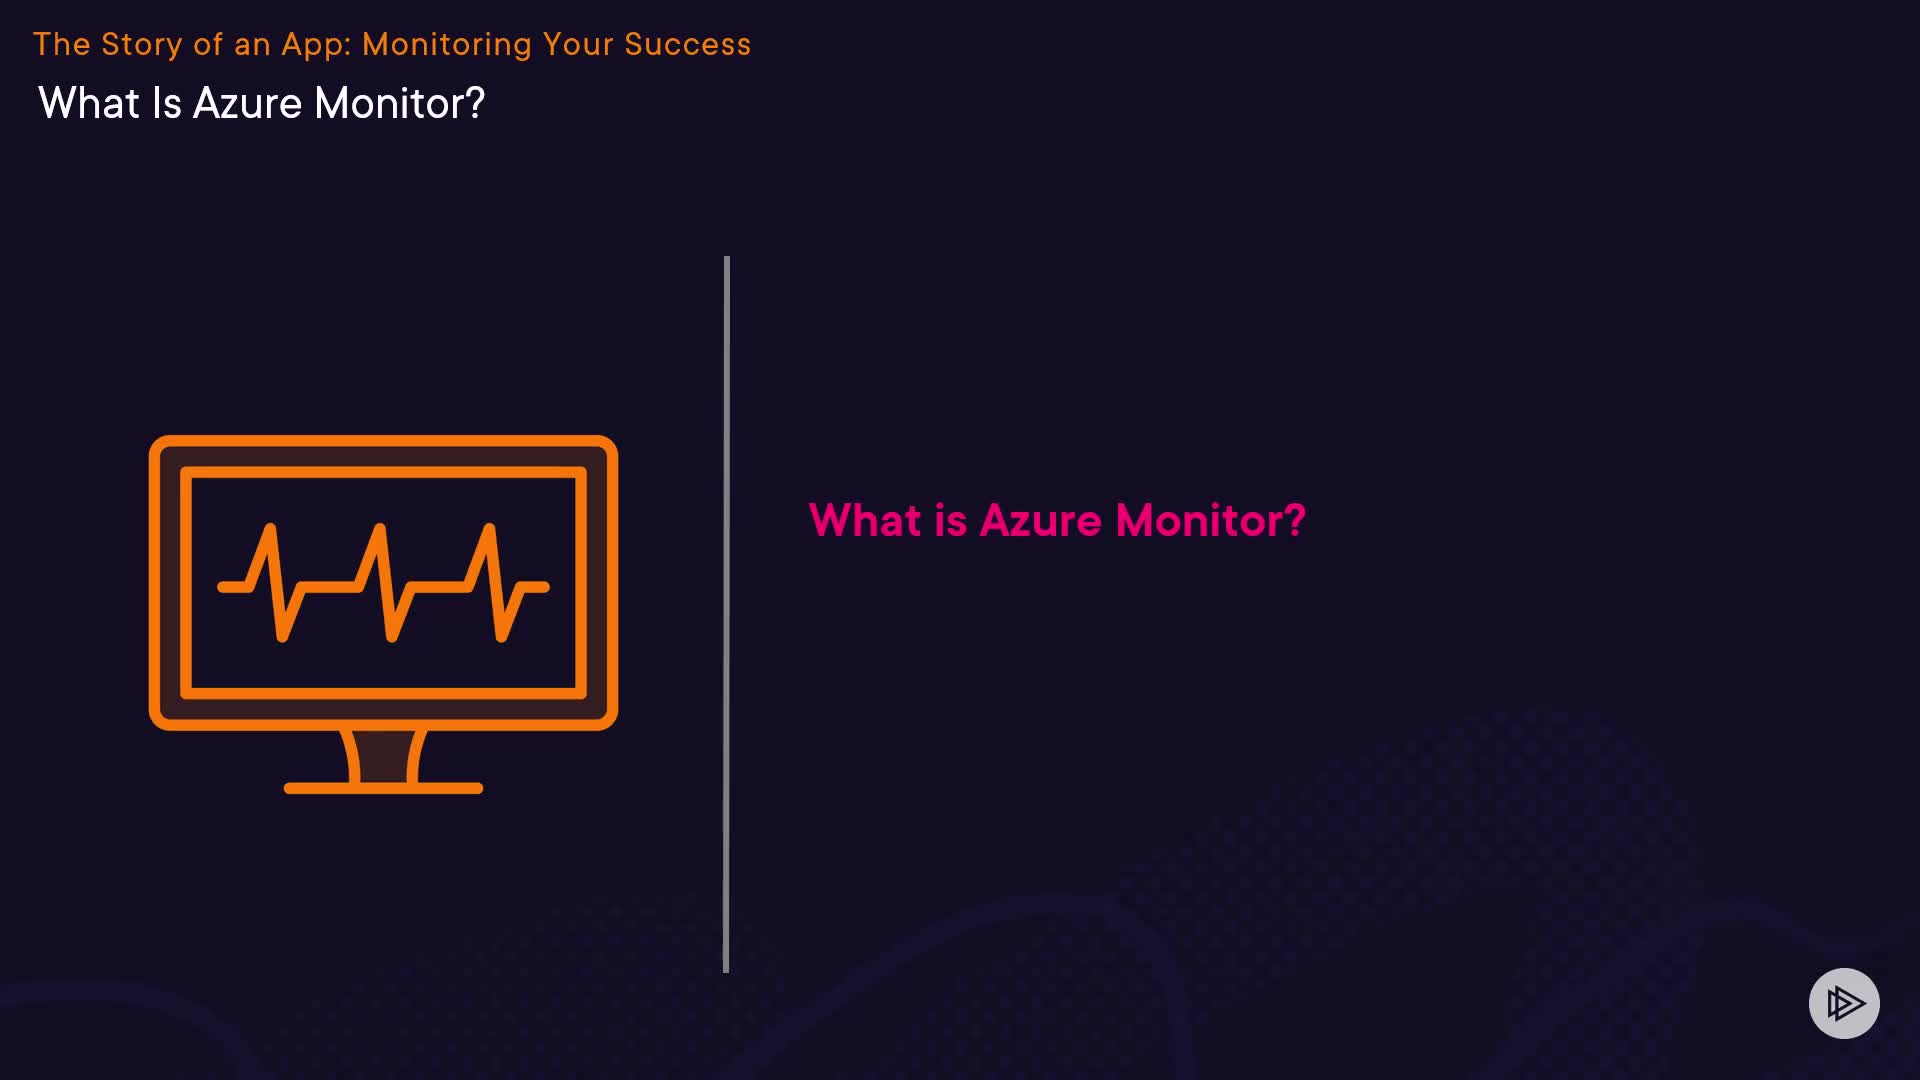 The Story of an App: Monitoring Your Success
What Is Azure Monitor?
What is Azure Monitor?